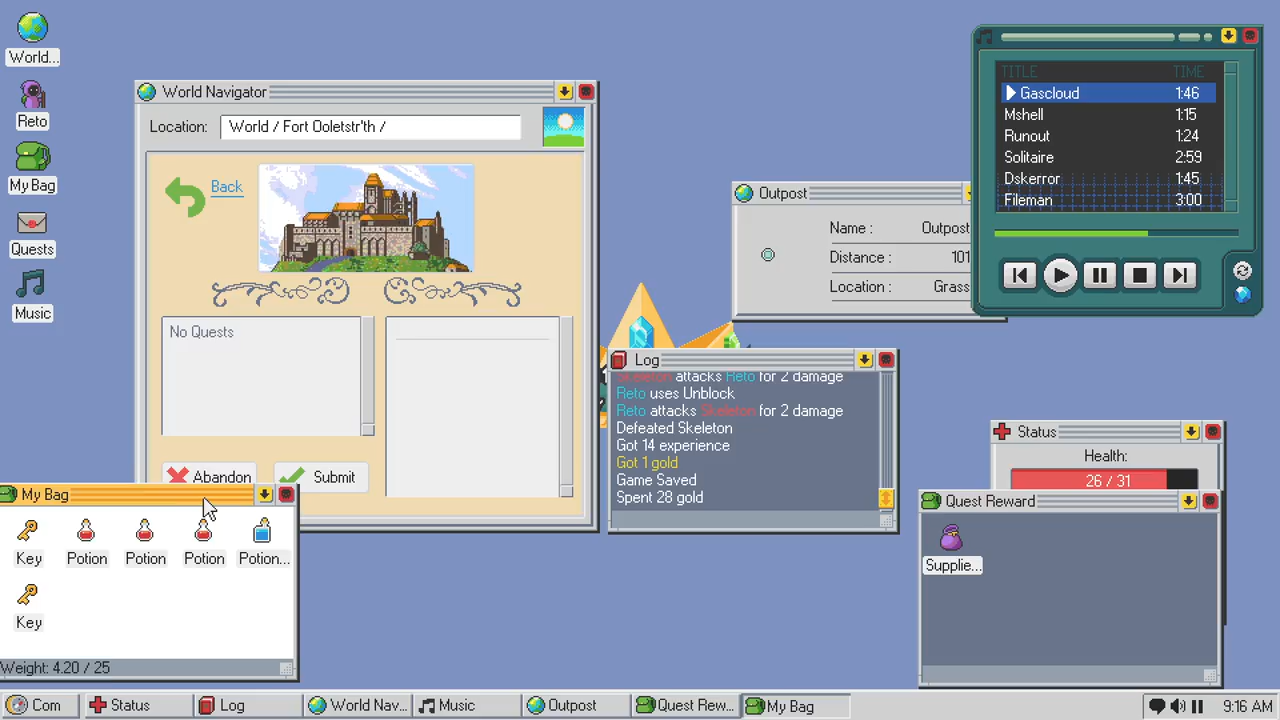 World...
Reto
My Bag
Quests
Music
World Navigator
Location:
World / Fort Ooletstr'th /
Back
No Quests
Abandon
Submit
My Bag
Key
Potion
Potion
Potion
Potion...
Key
Weight: 4.20 / 25
Outpost
Name :
Outpost
Distance :
101
Location :
Grass
TITLE
TIME
Gascloud
1:46
Mshell
1:15
Runout
1:24
Solitaire
2:59
Dskerror
1:45
Fileman
3:00
Log
Skeleton attacks Reto for 2 damage
Reto uses Unblock
Reto attacks Skeleton for 2 damage
Defeated Skeleton
Got 14 experience
Got 1 gold
Game Saved
Spent 28 gold
Status
Health:
26 / 31
Quest Reward
Supplie...
Com
Status
Log
World Nav...
Music
Outpost
Quest Rew...
My Bag
9:16 AM